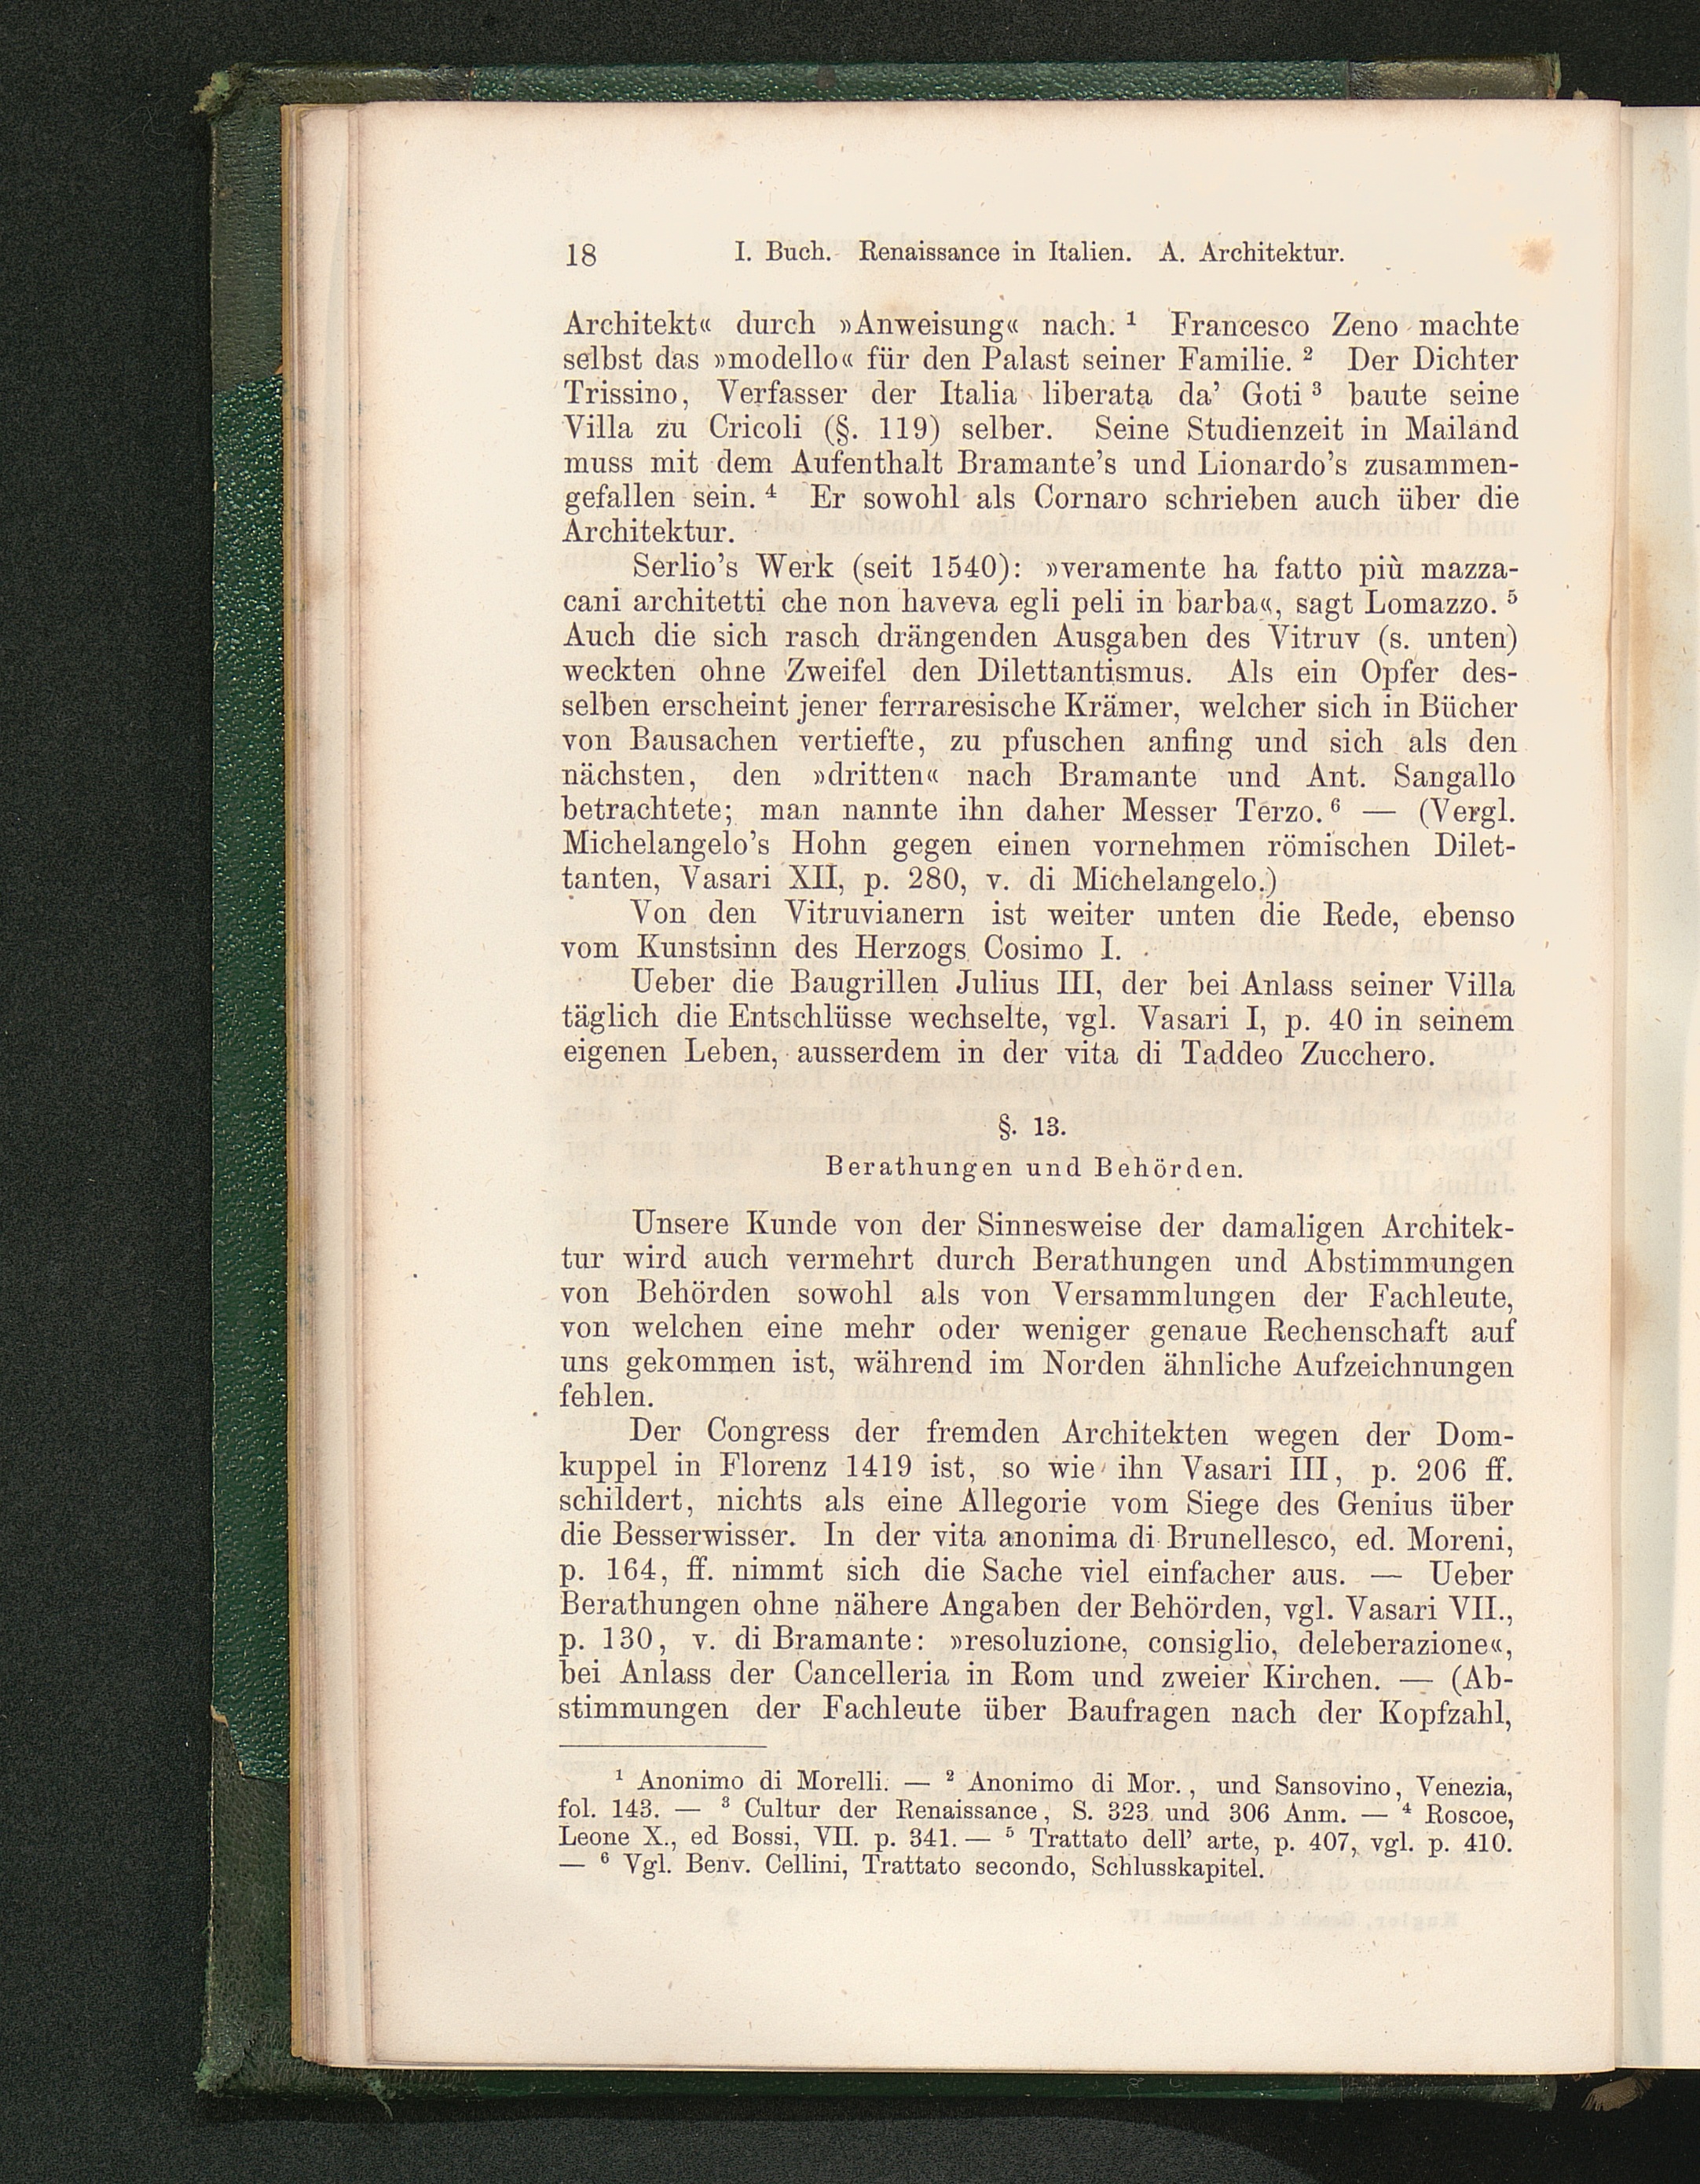 18 I. Buch. Renaissance in Italien. A. Architektur.
Architekt« durch »Anweisung« nach. ¹ Francesco Zeno machte
selbst das »modello« für den Palast seiner Familie. ² Der Dichter
Trissino, Verfasser der Italia liberata da' Goti ³ baute seine
Villa zu Cricoli (§. 119) selber. Seine Studienzeit in Mailand
muss mit dem Aufenthalt Bramante's und Lionardo's zusammen-
gefallen sein. ⁴ Er sowohl als Cornaro schrieben auch über die
Architektur.
Serlio's Werk (seit 1540): »veramente ha fatto più mazza-
cani architetti che non haveva egli peli in barba«, sagt Lomazzo. ⁵
Auch die sich rasch drängenden Ausgaben des Vitruv (s. unten)
weckten ohne Zweifel den Dilettantismus. Als ein Opfer des-
selben erscheint jener ferraresische Krämer, welcher sich in Bücher
von Bausachen vertiefte, zu pfuschen anfing und sich als den
nächsten, den »dritten« nach Bramante und Ant. Sangallo
betrachtete; man nannte ihn daher Messer Terzo. ⁶ — (Vergl.
Michelangelo's Hohn gegen einen vornehmen römischen Dilet-
tanten, Vasari XII, p. 280, v. di Michelangelo.)
Von den Vitruvianern ist weiter unten die Rede, ebenso
vom Kunstsinn des Herzogs Cosimo I.
Ueber die Baugrillen Julius III, der bei Anlass seiner Villa
täglich die Entschlüsse wechselte, vgl. Vasari I, p. 40 in seinem
eigenen Leben, ausserdem in der vita di Taddeo Zucchero.
§. 13.
Berathungen und Behörden.
Unsere Kunde von der Sinnesweise der damaligen Architek-
tur wird auch vermehrt durch Berathungen und Abstimmungen
von Behörden sowohl als von Versammlungen der Fachleute,
von welchen eine mehr oder weniger genaue Rechenschaft auf
uns gekommen ist, während im Norden ähnliche Aufzeichnungen
fehlen.
Der Congress der fremden Architekten wegen der Dom-
kuppel in Florenz 1419 ist, so wie ihn Vasari III, p. 206 ff.
schildert, nichts als eine Allegorie vom Siege des Genius über
die Besserwisser. In der vita anonima di Brunellesco, ed. Moreni,
p. 164, ff. nimmt sich die Sache viel einfacher aus. — Ueber
Berathungen ohne nähere Angaben der Behörden, vgl. Vasari VII.,
p. 130, v. di Bramante: »resoluzione, consiglio, deleberazione«,
bei Anlass der Cancelleria in Rom und zweier Kirchen. — (Ab-
stimmungen der Fachleute über Baufragen nach der Kopfzahl,
¹ Anonimo di Morelli. — ² Anonimo di Mor., und Sansovino, Venezia,
fol. 143. — ³ Cultur der Renaissance, S. 323 und 306 Anm. — ⁴ Roscoe,
Leone X., ed Bossi, VII. p. 341. — ⁵ Trattato dell' arte, p. 407, vgl. p. 410.
— ⁶ Vgl. Benv. Cellini, Trattato secondo, Schlusskapitel.